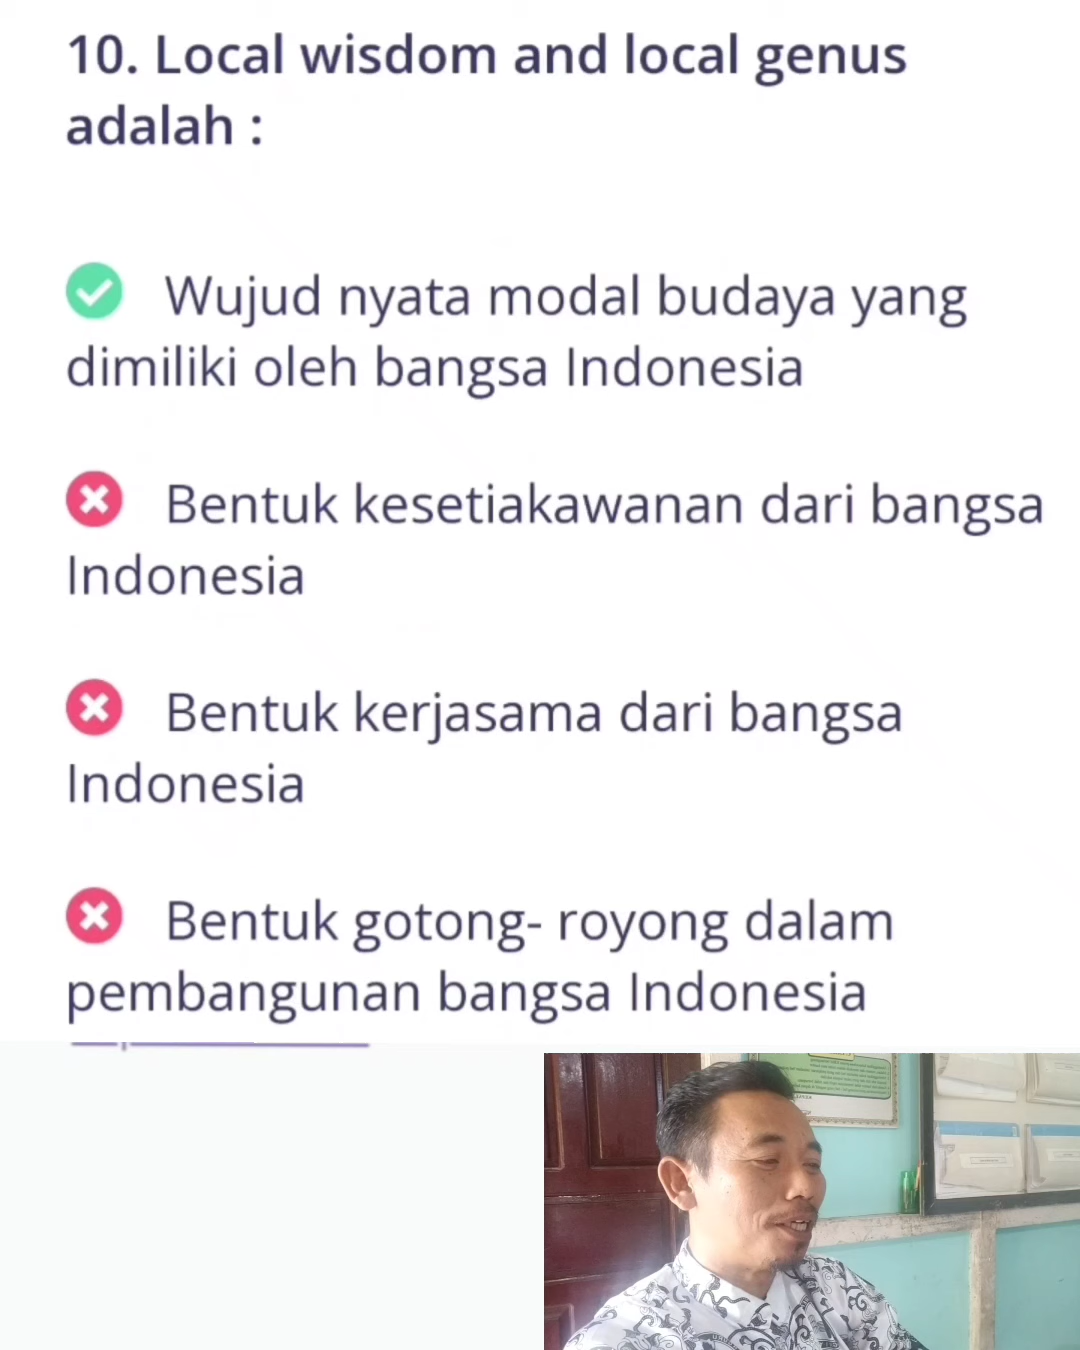 10. Local wisdom and local genus
adalah :
Wujud nyata modal budaya yang
dimiliki oleh bangsa Indonesia
Bentuk kesetiakawanan dari bangsa
Indonesia
Bentuk kerjasama dari bangsa
Indonesia
Bentuk gotong- royong dalam
pembangunan bangsa Indonesia